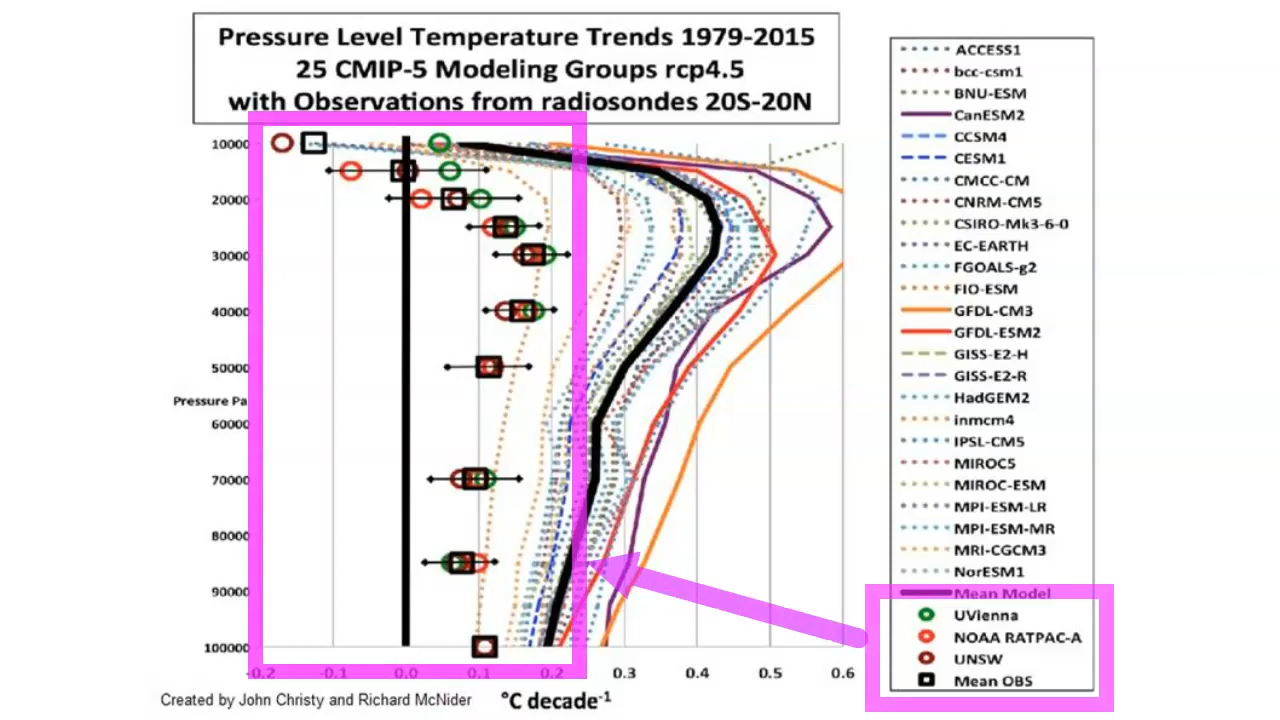 Pressure Level Temperature Trends 1979-2015
25 CMIP-5 Modeling Groups rcp4.5
with Observations from radiosondes 20S-20N
10000
20000
30000
40000
50000
Pressure Pa
60000
70000
80000
90000
100000
-0.2
-0.1
0.0
0.1
0.2
0.3
0.4
0.5
0.6
°C decade-1
Created by John Christy and Richard McNider
ACCESS1
bcc-csm1
BNU-ESM
CanESM2
CCSM4
CESM1
CMCC-CM
CNRM-CM5
CSIRO-Mk3-6-0
EC-EARTH
FGOALS-g2
FIO-ESM
GFDL-CM3
GFDL-ESM2
GISS-E2-H
GISS-E2-R
HadGEM2
inmcm4
IPSL-CM5
MIROC5
MIROC-ESM
MPI-ESM-LR
MPI-ESM-MR
MRI-CGCM3
NorESM1
Mean Model
UVienna
NOAA RATPAC-A
UNSW
Mean OBS